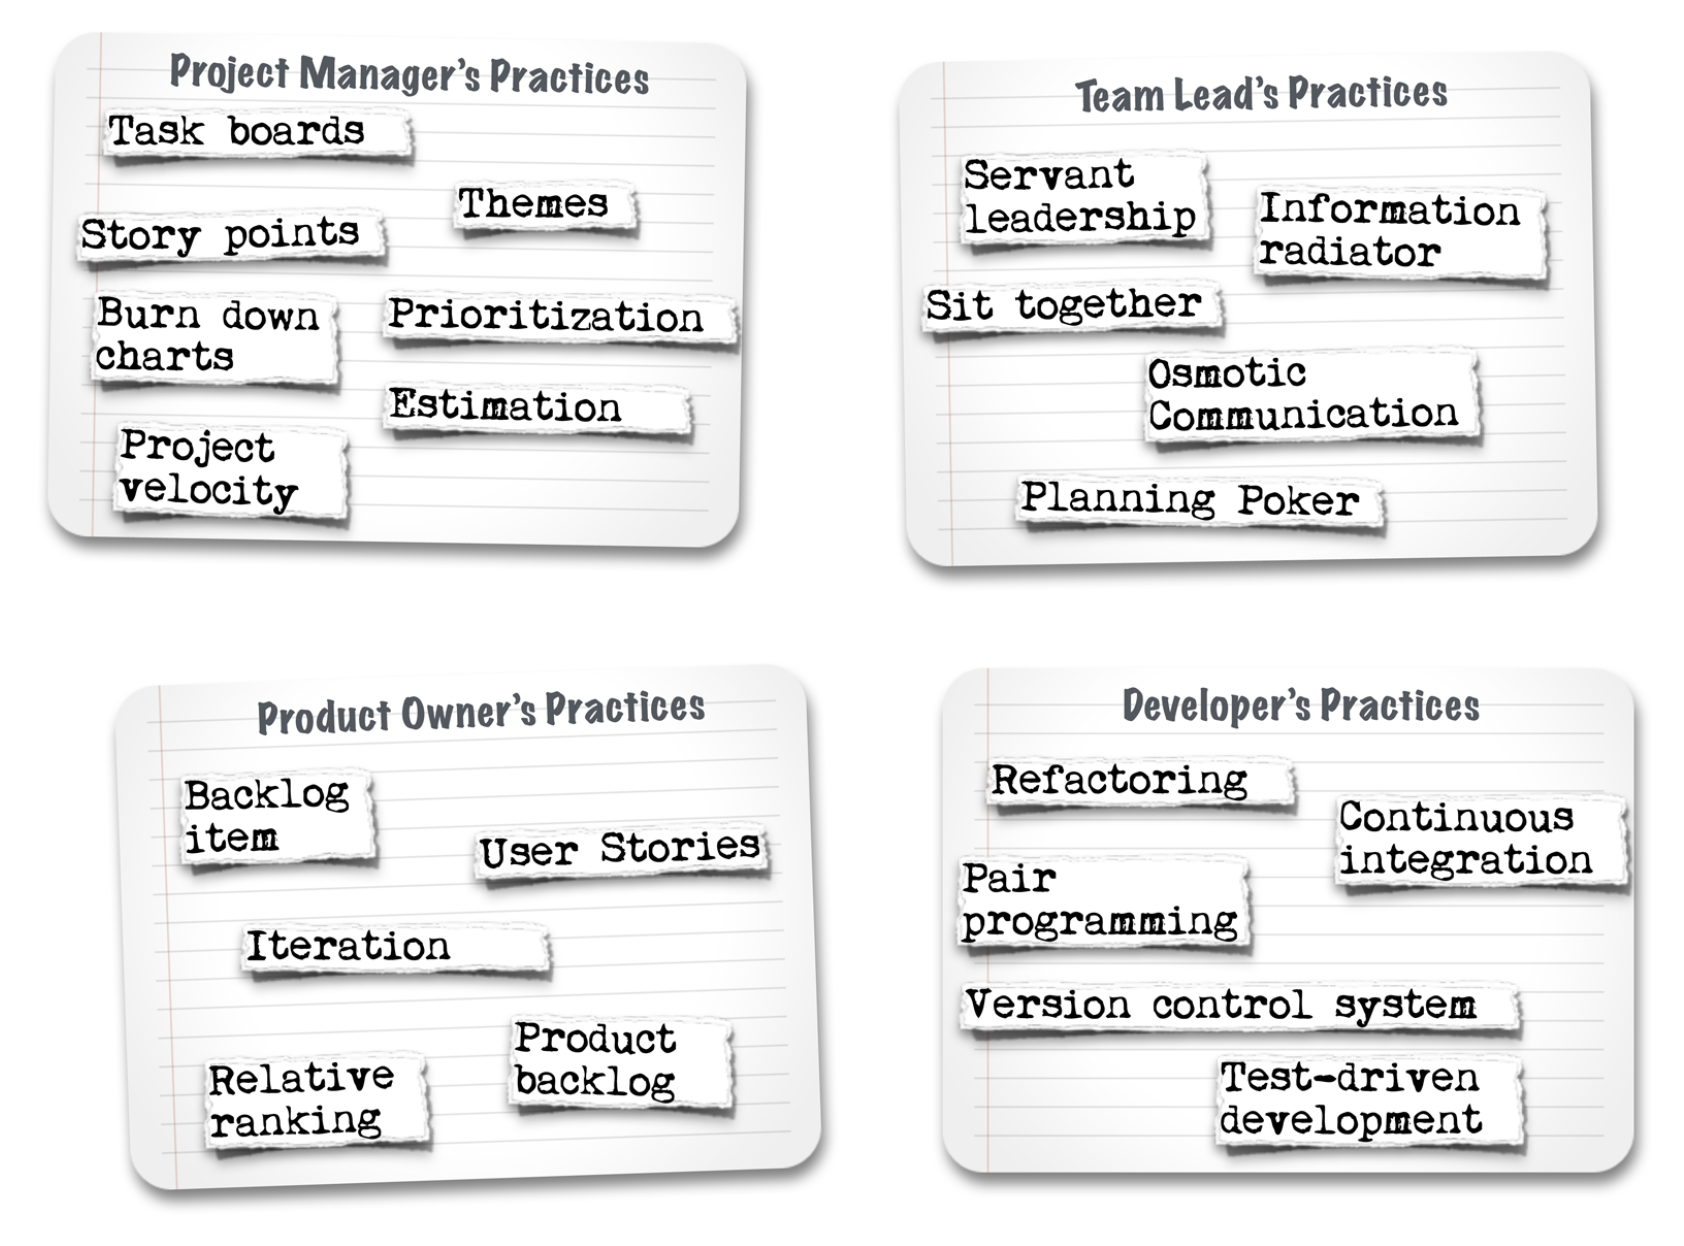 Project Manager's Practices
Task boards
Themes
Story points
Burn down
charts
Prioritization
Estimation
Project
velocity
Team Lead's Practices
Servant
leadership
Information
radiator
Sit together
Osmotic
Communication
Planning Poker
Product Owner's Practices
Backlog
item
User Stories
Iteration
Product
backlog
Relative
ranking
Developer's Practices
Refactoring
Continuous
integration
Pair
programming
Version control system
Test-driven
development